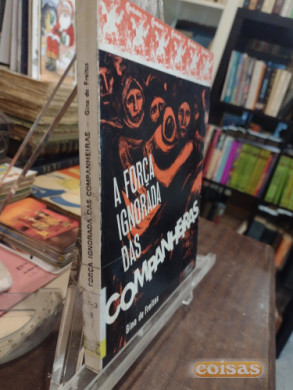 A FORÇA
IGNORADA
DAS
COMPANHEIRAS
Gina de Freitas
FORÇA IGNORADA DAS COMPANHEIRAS Gina de Freitas
coisas